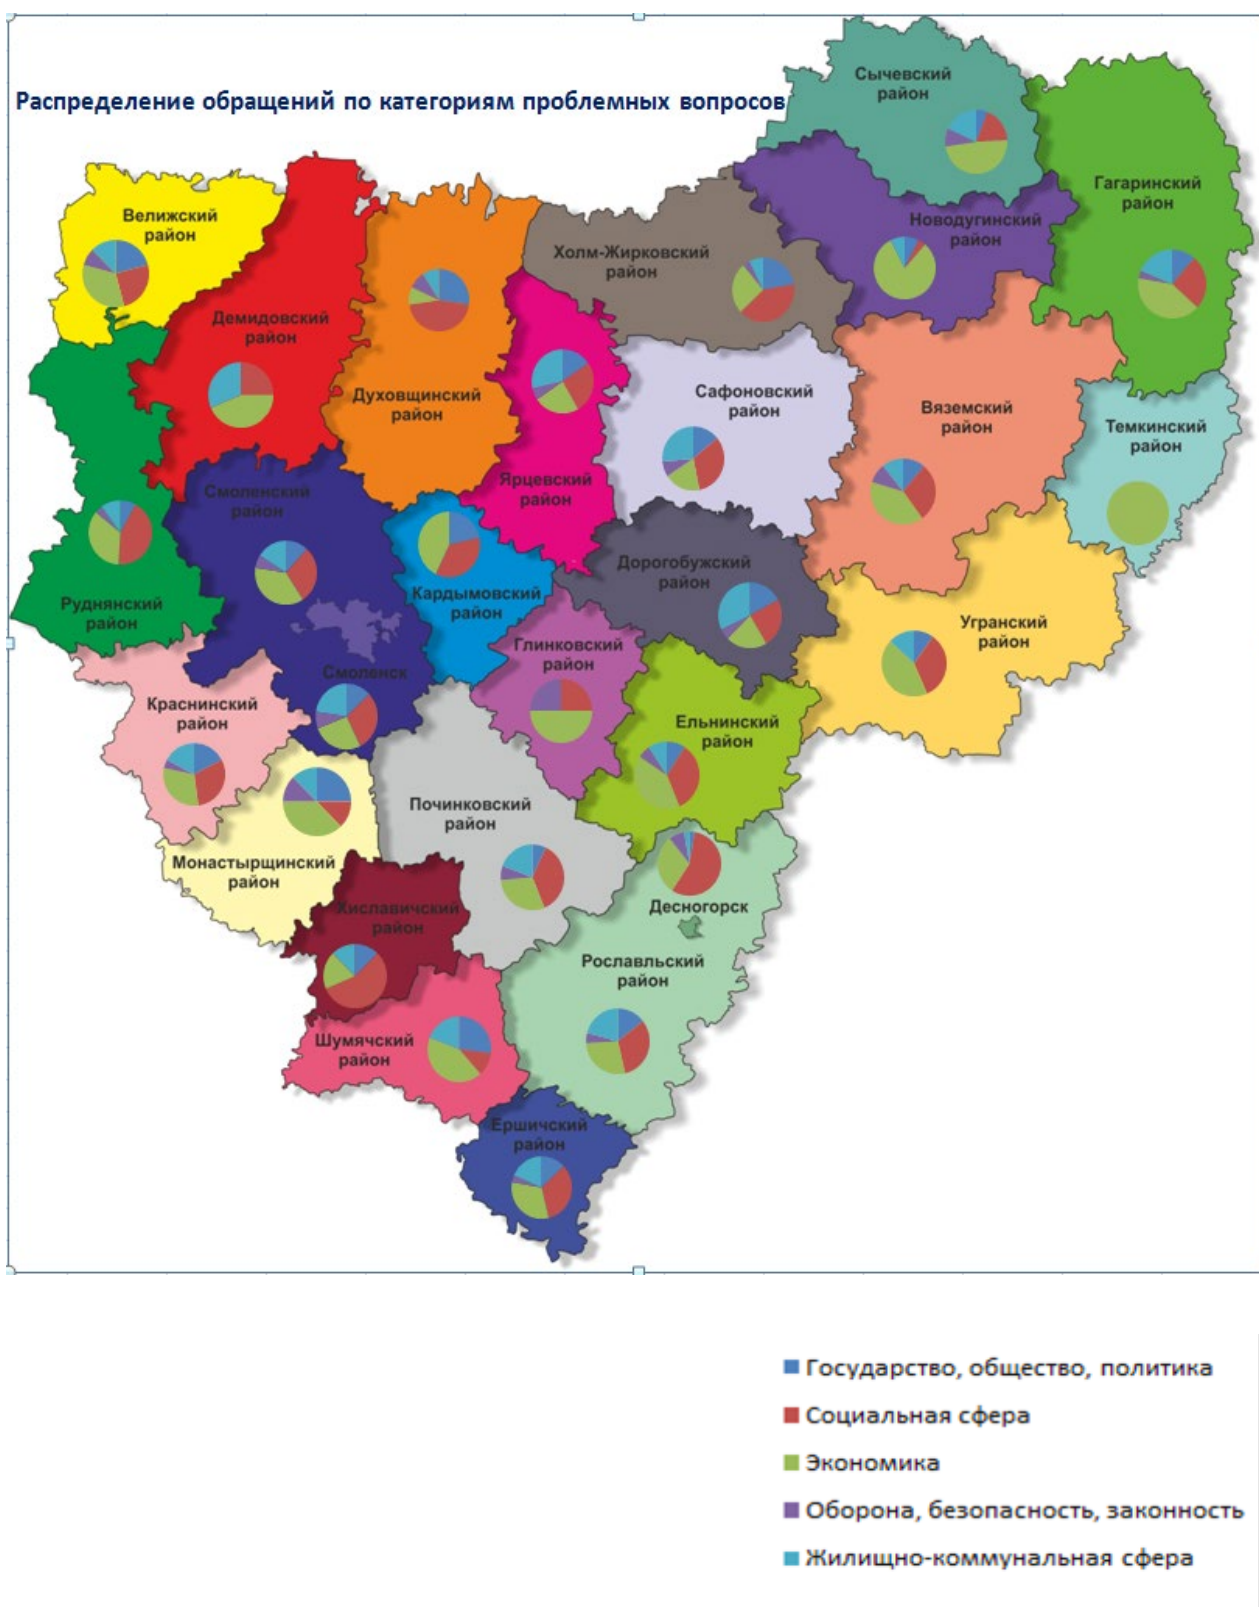 Распределение обращений по категориям проблемных вопросов
Сычевский
район
Гагаринский
район
Велижский
район
Новодугинский
район
Холм-Жирковский
район
Демидовский
район
Духовщинский
район
Сафоновский
район
Вяземский
район
Темкинский
район
Ярцевский
район
Смоленский
район
Дорогобужский
район
Кардымовский
район
Руднянский
район
Угранский
район
Глинковский
район
Смоленск
Краснинский
район
Ельнинский
район
Починковский
район
Монастырщинский
район
Хиславичский
район
Десногорск
Рославльский
район
Шумячский
район
Ершичский
район
Государство, общество, политика
Социальная сфера
Экономика
Оборона, безопасность, законность
Жилищно-коммунальная сфера